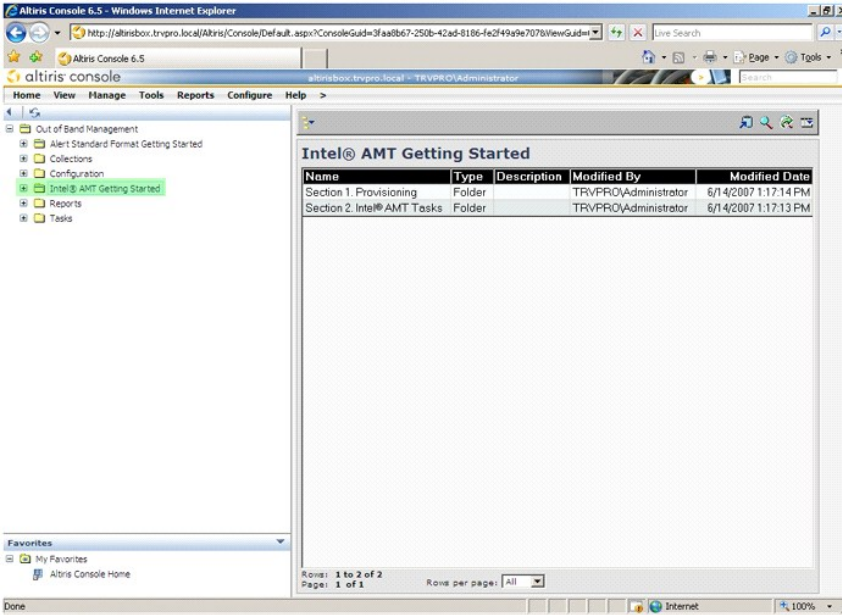 Altiris Console 6.5 - Windows Internet Explorer
http://altirisbox.trvpro.local/Altiris/Console/Default.aspx?ConsoleGuid=3faa8b67-250b-42ad-8186-fe2f49a9e707&ViewGuid=
Live Search
Altiris Console 6.5
Page Tools
altiris console
altirisbox.trvpro.local - TRVPRO\Administrator
Search
Home View Manage Tools Reports Configure Help >
Out of Band Management
Alert Standard Format Getting Started
Collections
Configuration
Intel® AMT Getting Started
Reports
Tasks
Intel® AMT Getting Started
Name Type Description Modified By Modified Date
Section 1. Provisioning Folder TRVPRO\Administrator 6/14/2007 1:17:14 PM
Section 2. Intel® AMT Tasks Folder TRVPRO\Administrator 6/14/2007 1:17:13 PM
Favorites
My Favorites
Altiris Console Home
Rows: 1 to 2 of 2
Page: 1 of 1
Rows per page: All
Done
Internet
100%